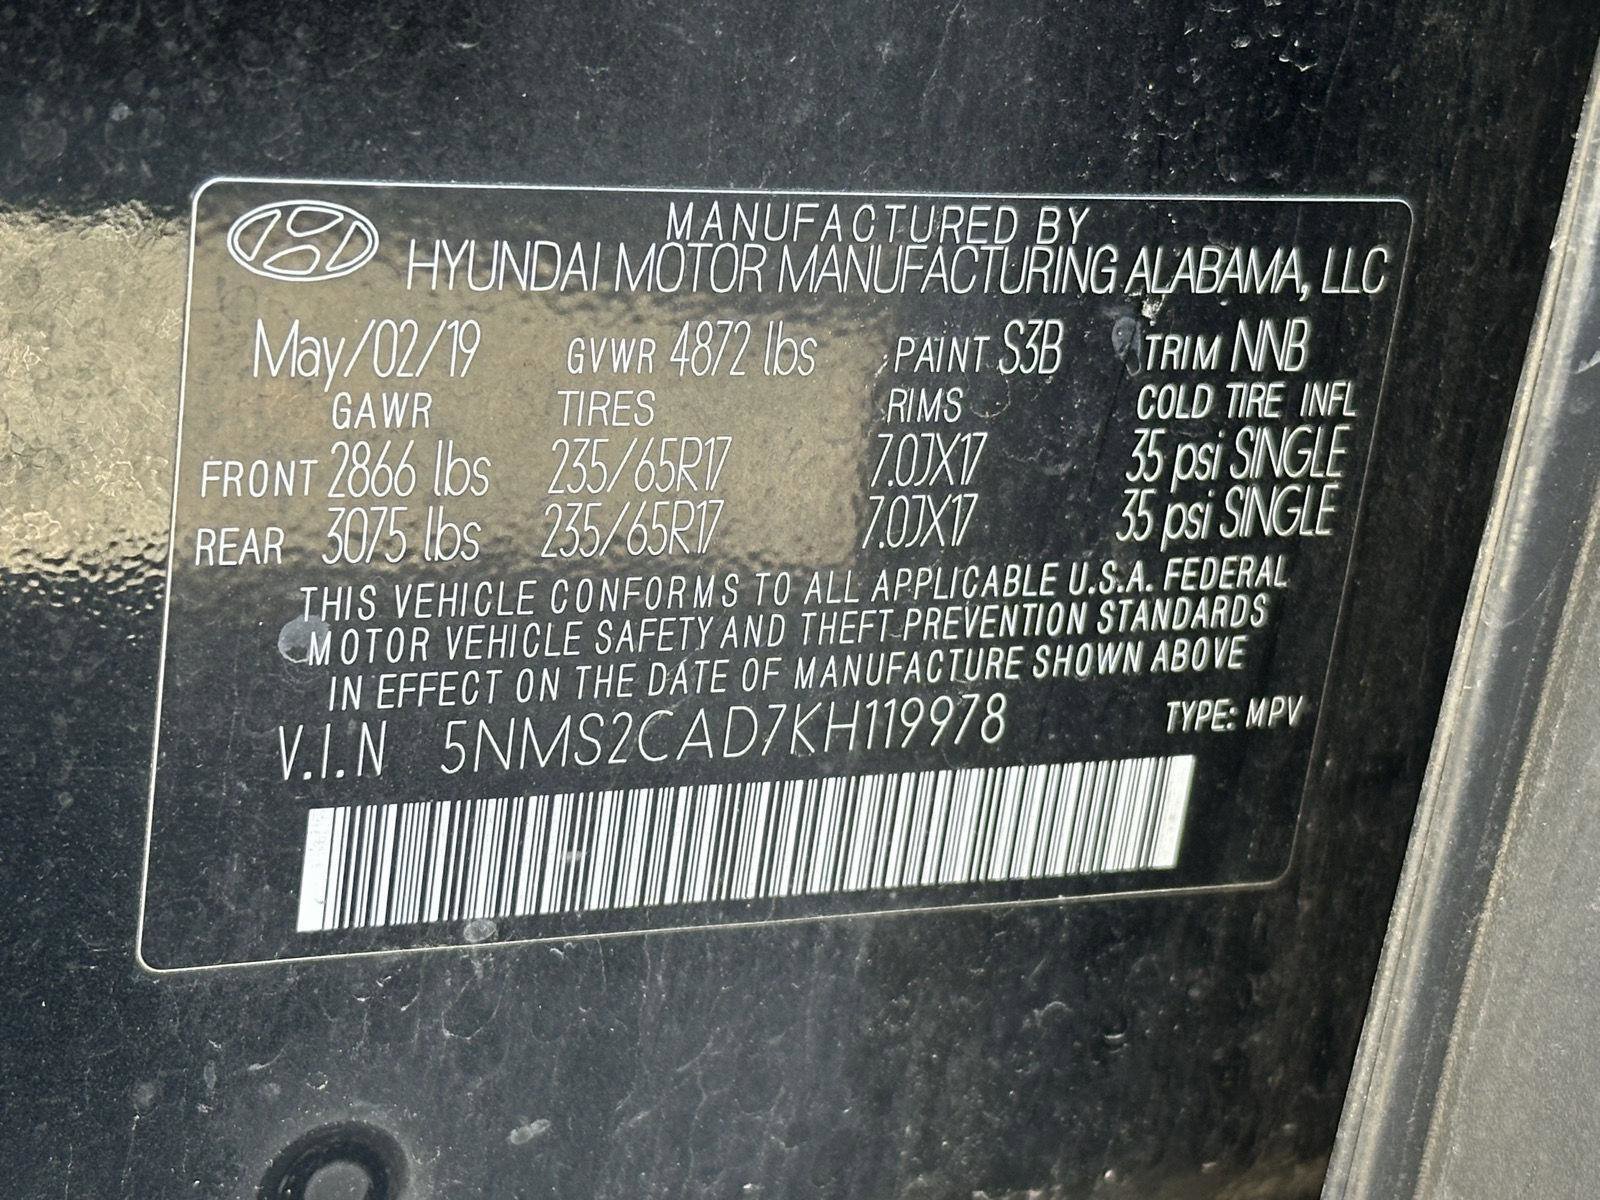 MANUFACTURED BY
HYUNDAI MOTOR MANUFACTURING ALABAMA, LLC
May/02/19 GVWR 4872 lbs PAINT S3B TRIM NNB
GAWR TIRES RIMS COLD TIRE INFL
FRONT 2866 lbs 235/65R17 7.0JX17 35 psi SINGLE
REAR 3075 lbs 235/65R17 7.0JX17 35 psi SINGLE
THIS VEHICLE CONFORMS TO ALL APPLICABLE U.S.A. FEDERAL
MOTOR VEHICLE SAFETY AND THEFT PREVENTION STANDARDS
IN EFFECT ON THE DATE OF MANUFACTURE SHOWN ABOVE
V.I.N 5NMS2CAD7KH119978 TYPE: MPV